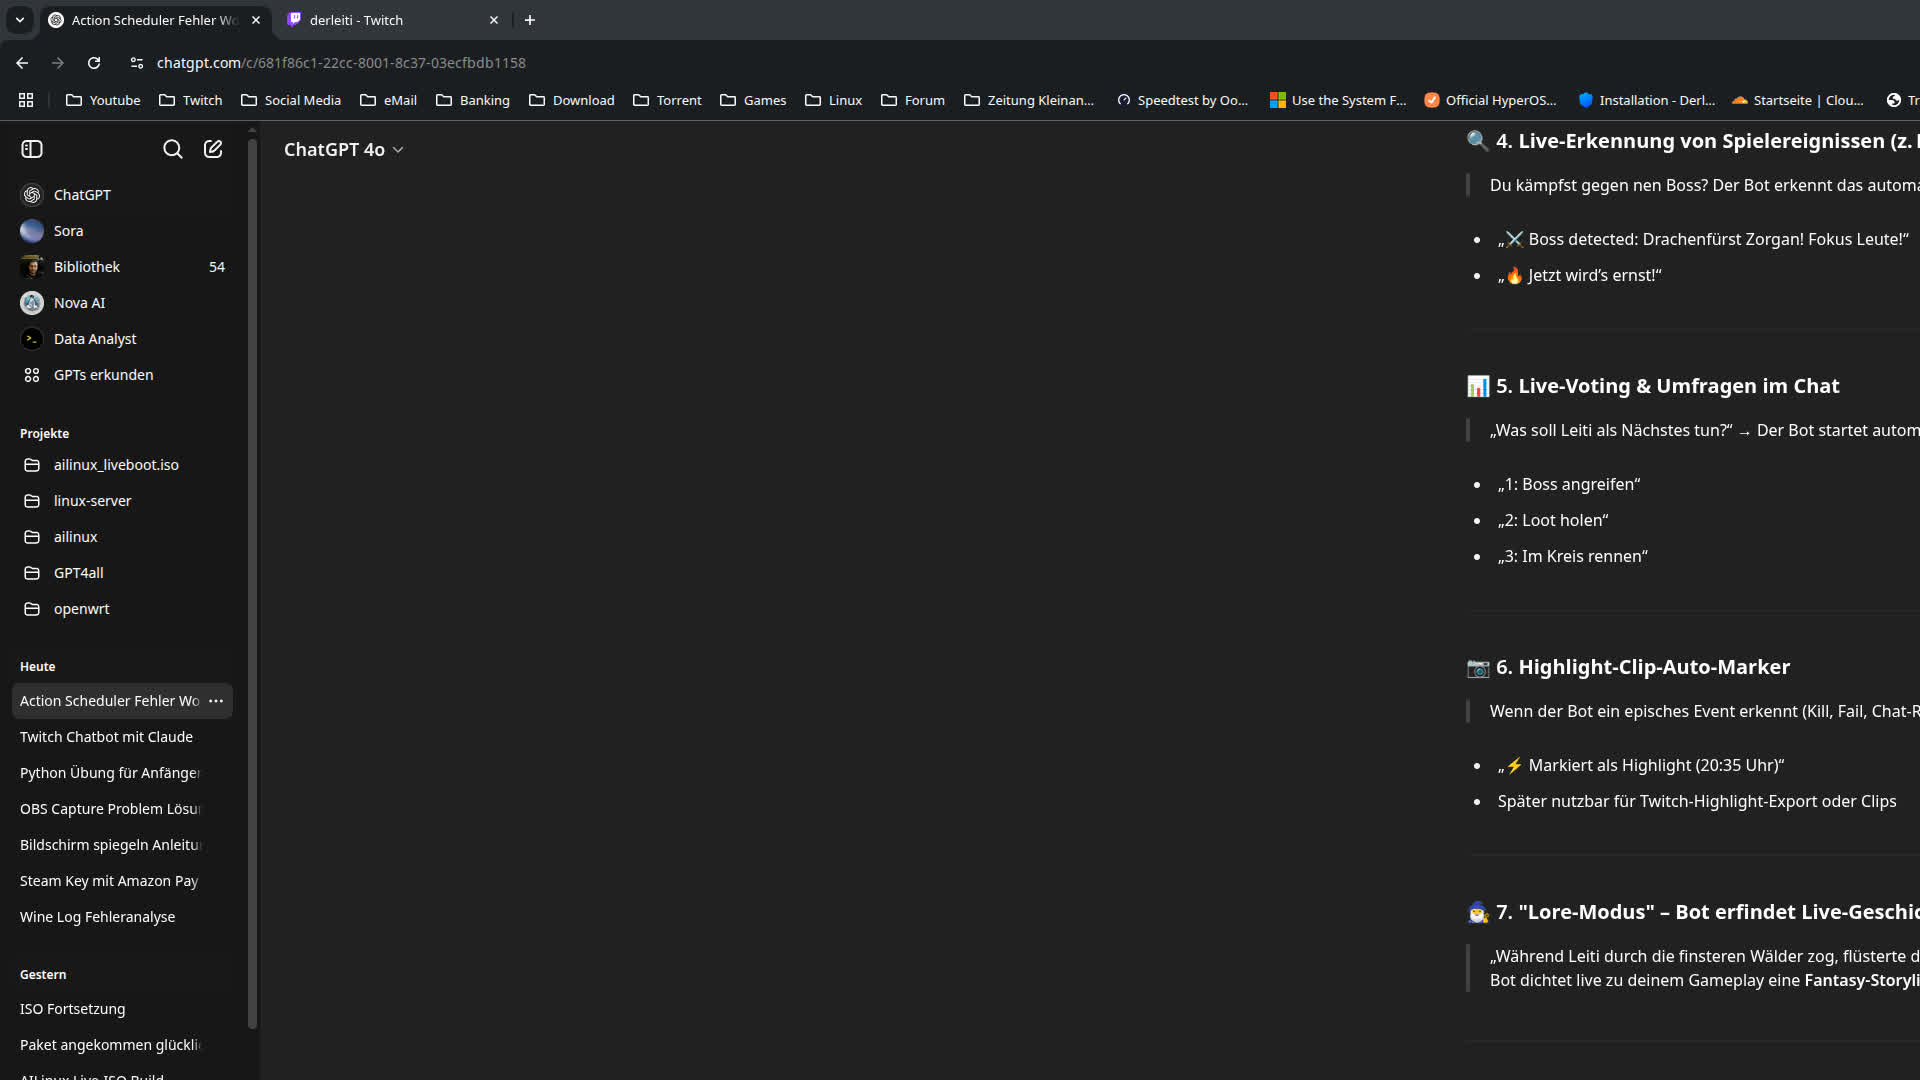 Action Scheduler Fehler Wo
derleiti - Twitch
chatgpt.com/c/681f86c1-22cc-8001-8c37-03ecfbdb1158
Youtube
Twitch
Social Media
eMail
Banking
Download
Torrent
Games
Linux
Forum
Zeitung Kleinan...
Speedtest by Oo...
Use the System F...
Official HyperOS...
Installation - Derl...
Startseite | Clou...
Tr
ChatGPT 4o
ChatGPT
Sora
Bibliothek 54
Nova AI
Data Analyst
GPTs erkunden
Projekte
ailinux_liveboot.iso
linux-server
ailinux
GPT4all
openwrt
Heute
Action Scheduler Fehler Wo
Twitch Chatbot mit Claude
Python Übung für Anfänger
OBS Capture Problem Lösu
Bildschirm spiegeln Anleitu
Steam Key mit Amazon Pay
Wine Log Fehleranalyse
Gestern
ISO Fortsetzung
Paket angekommen glückli
AILinux Live ISO Build
🔍 4. Live-Erkennung von Spielereignissen (z.
Du kämpfst gegen nen Boss? Der Bot erkennt das automa
• „⚔️ Boss detected: Drachenfürst Zorgan! Fokus Leute!“
• „🔥 Jetzt wird’s ernst!“
📊 5. Live-Voting & Umfragen im Chat
„Was soll Leiti als Nächstes tun?“ → Der Bot startet autom
• „1: Boss angreifen“
• „2: Loot holen“
• „3: Im Kreis rennen“
📷 6. Highlight-Clip-Auto-Marker
Wenn der Bot ein episches Event erkennt (Kill, Fail, Chat-R
• „⚡ Markiert als Highlight (20:35 Uhr)“
• Später nutzbar für Twitch-Highlight-Export oder Clips
🧙‍♂️ 7. "Lore-Modus" – Bot erfindet Live-Geschic
„Während Leiti durch die finsteren Wälder zog, flüsterte d
Bot dichtet live zu deinem Gameplay eine Fantasy-Storyli